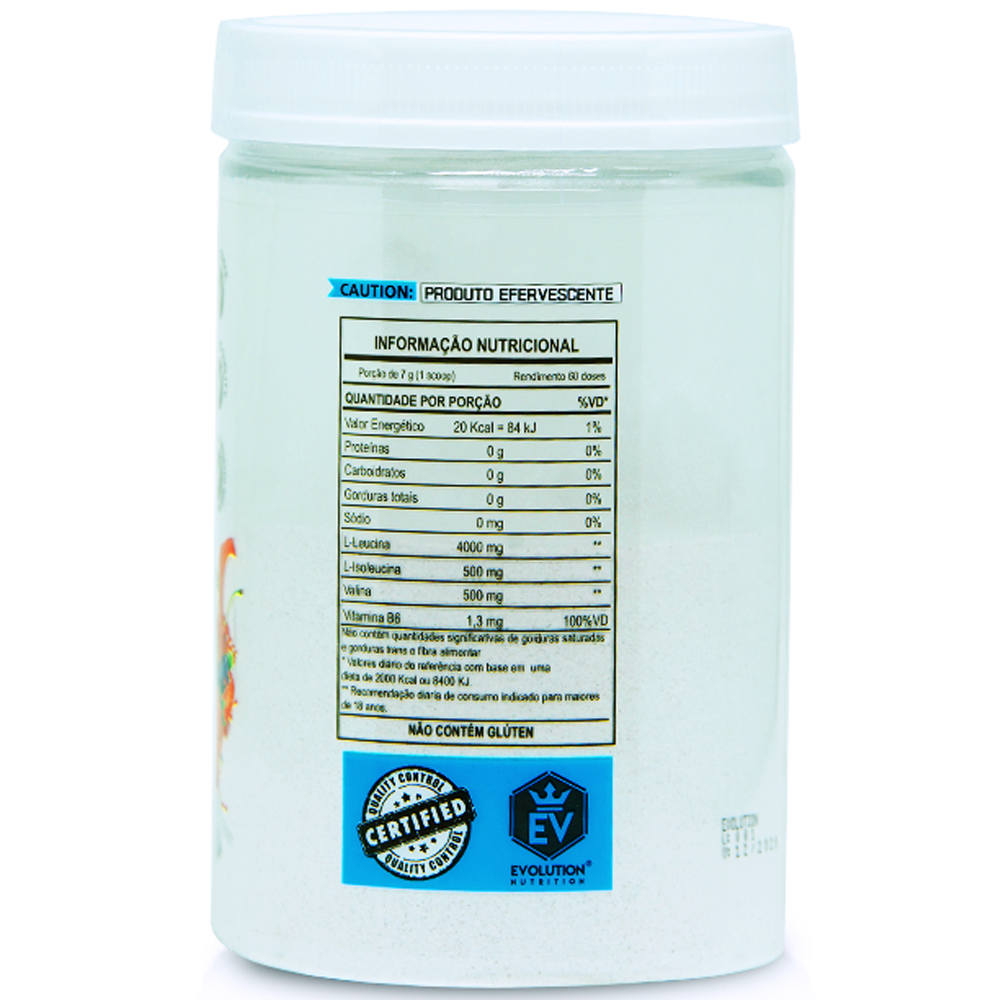 CAUTION: PRODUTO EFERVESCENTE
INFORMAÇÃO NUTRICIONAL
Porção de 7 g (1 scoop) Rendimento 60 doses
QUANTIDADE POR PORÇÃO %VD*
Valor Energético 20 Kcal = 84 kJ 1%
Proteínas 0 g 0%
Carboidratos 0 g 0%
Gorduras totais 0 g 0%
Sódio 0 mg 0%
L-Leucina 4000 mg **
L-Isoleucina 500 mg **
Valina 500 mg **
Vitamina B6 1,3 mg 100%VD
Não contém quantidades significativas de gorduras saturadas
e gorduras trans e fibra alimentar
* Valores diário de referência com base em uma
dieta de 2000 Kcal ou 8400 KJ.
** Recomendação diária de consumo indicado para maiores
de 18 anos.
NÃO CONTÉM GLÚTEN
QUALITY CONTROL
CERTIFIED
QUALITY CONTROL
EV
EVOLUTION®
NUTRITION
EVOLUTION